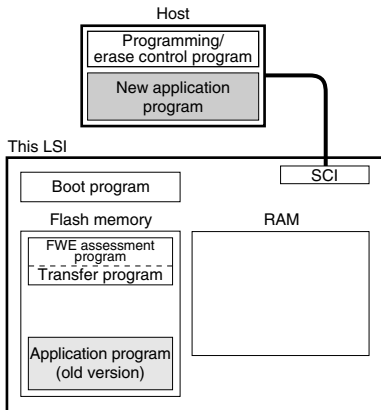 Host
Programming/
erase control program
New application
program
This LSI
SCI
Boot program
Flash memory
RAM
FWE assessment
program
Transfer program
Application program
(old version)